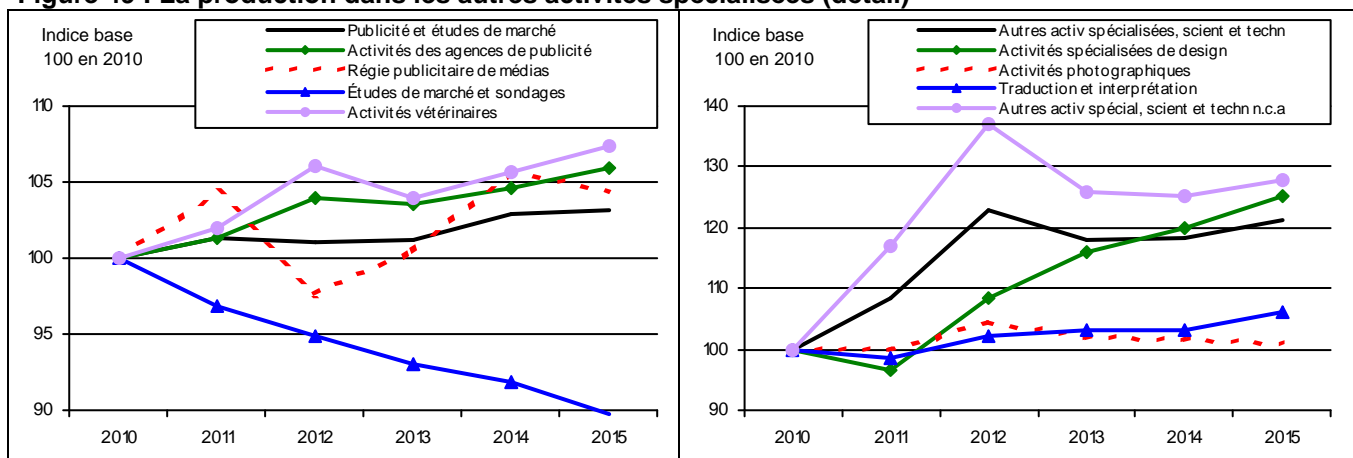 Figure 49 : La production dans les autres activités spécialisées (détail)
Indice base
100 en 2010
Publicité et études de marché
Activités des agences de publicité
Régie publicitaire de médias
Études de marché et sondages
Activités vétérinaires
110
105
100
95
90
2010 2011 2012 2013 2014 2015
Indice base
100 en 2010
Autres activ spécialisées, scient et techn
Activités spécialisées de design
Activités photographiques
Traduction et interprétation
Autres activ spécial, scient et techn n.c.a
140
130
120
110
100
90
2010 2011 2012 2013 2014 2015